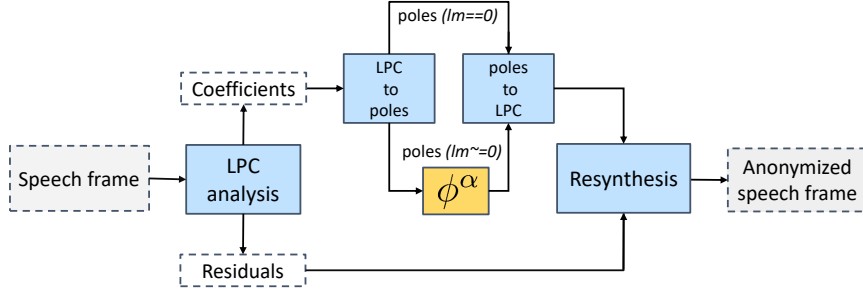 poles (Im==0)
LPC
to
poles
poles
to
LPC
Coefficients
poles (Im~=0)
Speech frame
LPC
analysis
ϕ^α
Resynthesis
Anonymized
speech frame
Residuals